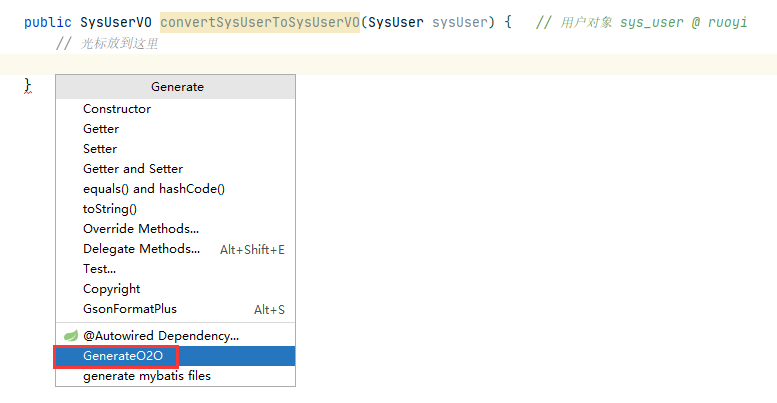 public SysUserVO convertSysUserToSysUserVO(SysUser sysUser) {   // 用户对象 sys_user @ ruoyi
// 光标放到这里
}
Generate
Constructor
Getter
Setter
Getter and Setter
equals() and hashCode()
toString()
Override Methods...
Delegate Methods... Alt+Shift+E
Test...
Copyright
GsonFormatPlus Alt+S
@Autowired Dependency...
GenerateO2O
generate mybatis files